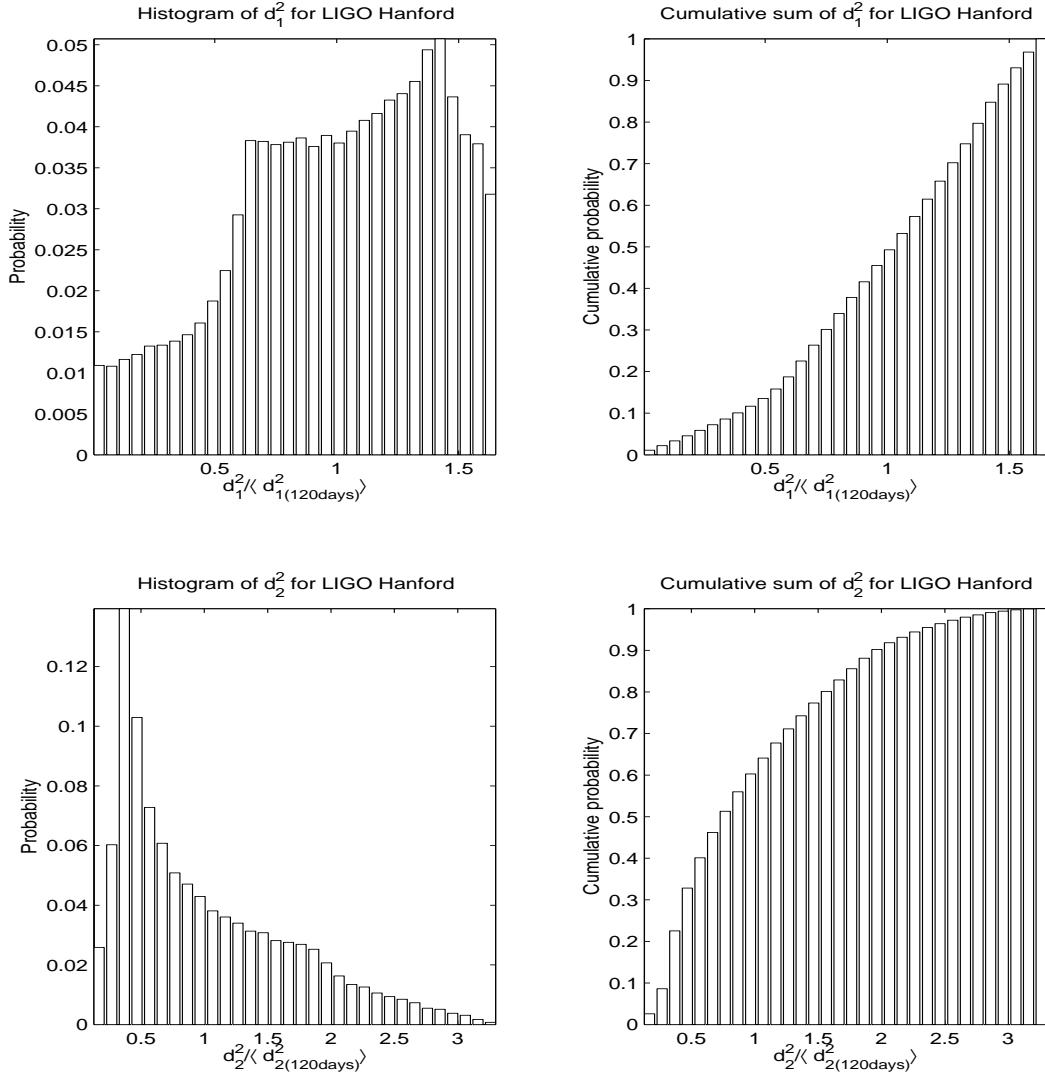 Histogram of d₁² for LIGO Hanford
0.05
0.045
0.04
0.035
0.03
0.025
0.02
0.015
0.01
0.005
0
Probability
0.5 1 1.5
d₁²/⟨ d²₁(120days)⟩
Cumulative sum of d₁² for LIGO Hanford
1
0.9
0.8
0.7
0.6
0.5
0.4
0.3
0.2
0.1
0
Cumulative probability
0.5 1 1.5
d₁²/⟨ d²₁(120days)⟩
Histogram of d₂² for LIGO Hanford
0.12
0.1
0.08
0.06
0.04
0.02
0
Probability
0.5 1 1.5 2 2.5 3
d₂²/⟨ d²₂(120days)⟩
Cumulative sum of d₂² for LIGO Hanford
1
0.9
0.8
0.7
0.6
0.5
0.4
0.3
0.2
0.1
0
Cumulative probability
0.5 1 1.5 2 2.5 3
d₂²/⟨ d²₂(120days)⟩